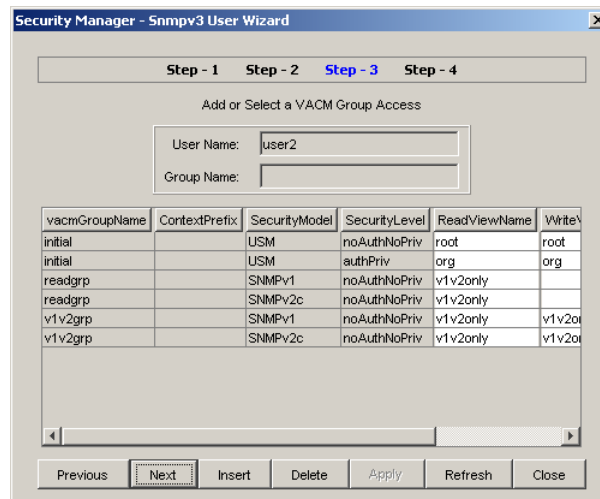 Security Manager - Snmpv3 User Wizard
Step - 1 Step - 2 Step - 3 Step - 4
Add or Select a VACM Group Access
User Name: user2
Group Name:
vacmGroupName ContextPrefix SecurityModel SecurityLevel ReadViewName WriteV
initial USM noAuthNoPriv root root
initial USM authPriv org org
readgrp SNMPv1 noAuthNoPriv v1v2only
readgrp SNMPv2c noAuthNoPriv v1v2only
v1v2grp SNMPv1 noAuthNoPriv v1v2only v1v2on
v1v2grp SNMPv2c noAuthNoPriv v1v2only v1v2on
Previous Next Insert Delete Apply Refresh Close